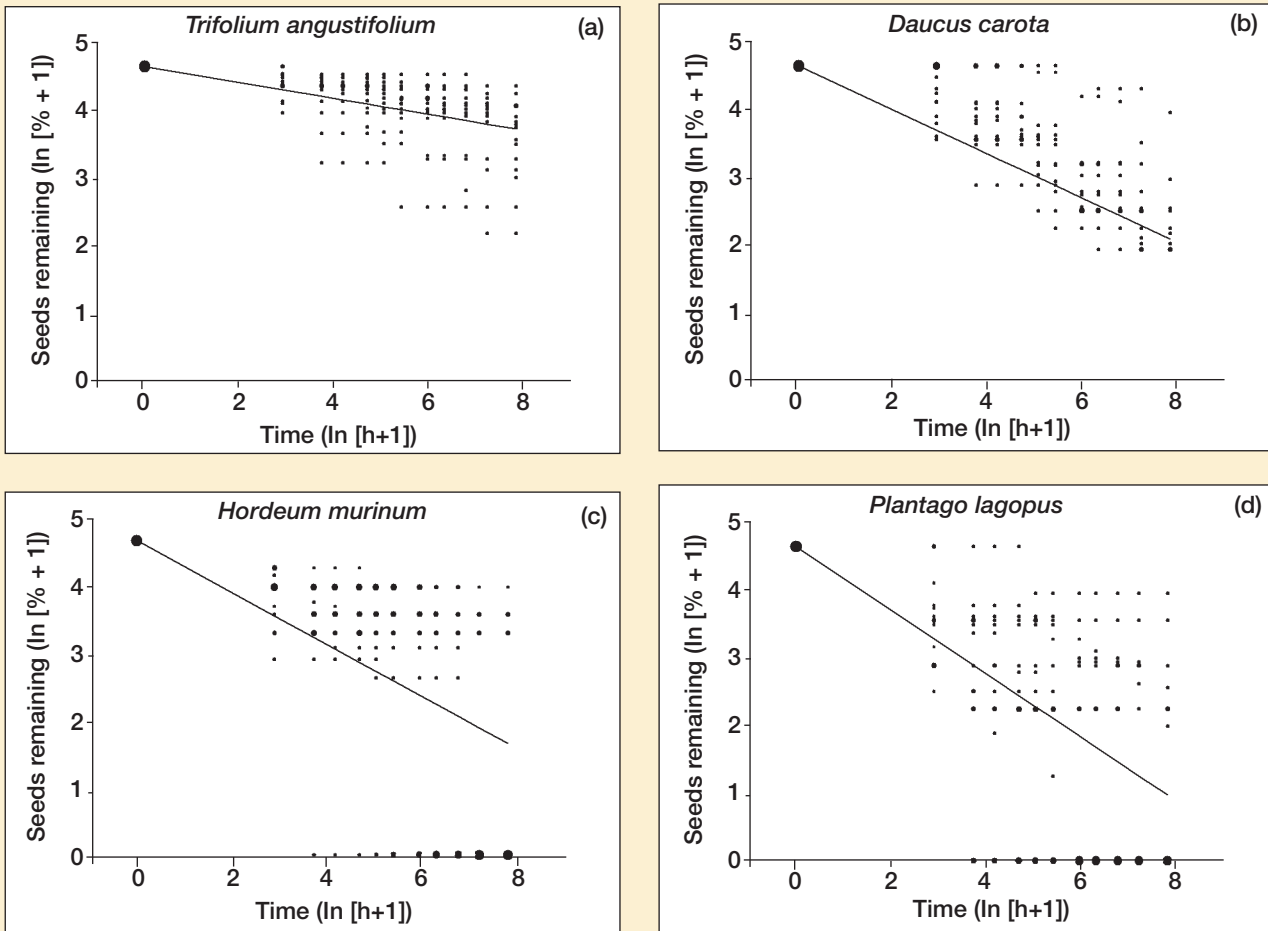 Trifolium angustifolium (a)
5
4
3
2
1
0
Seeds remaining (ln [% + 1])
0 2 4 6 8
Time (ln [h+1])
Daucus carota (b)
5
4
3
2
1
0
Seeds remaining (ln [% + 1])
0 2 4 6 8
Time (ln [h+1])
Hordeum murinum (c)
5
4
3
2
1
0
Seeds remaining (ln [% + 1])
0 2 4 6 8
Time (ln [h+1])
Plantago lagopus (d)
5
4
3
2
1
0
Seeds remaining (ln [% + 1])
0 2 4 6 8
Time (ln [h+1])